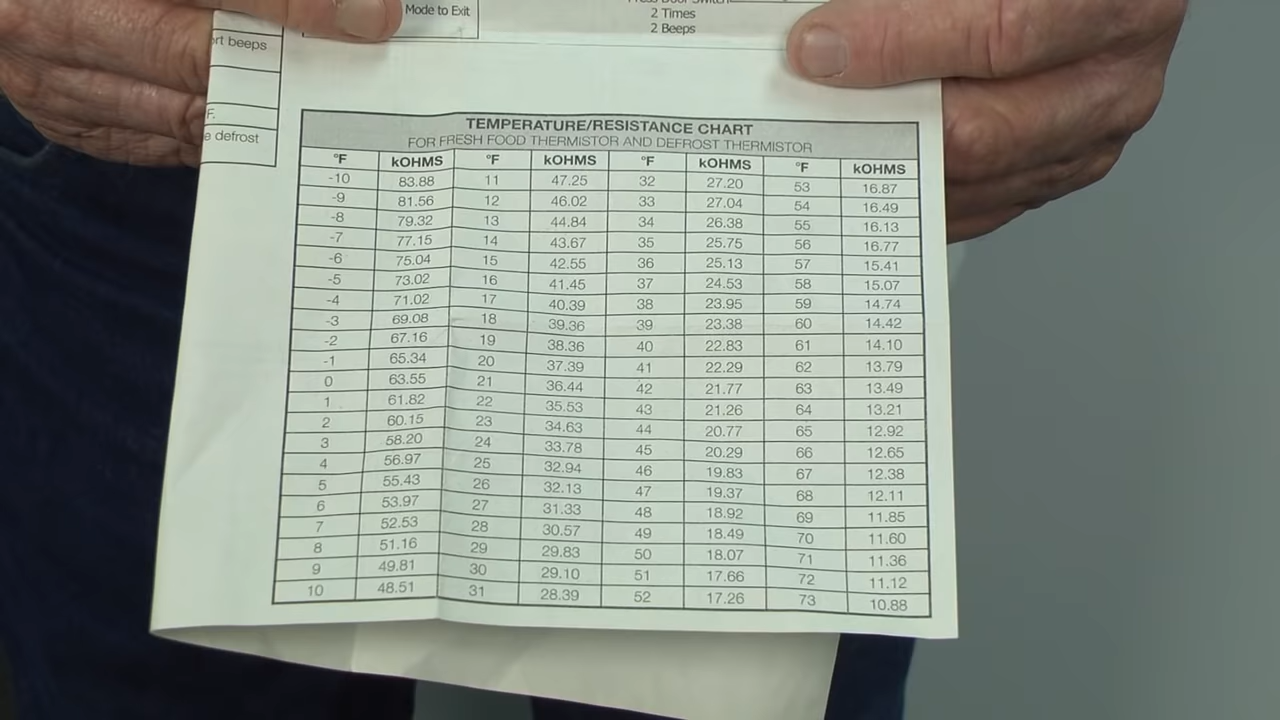 Mode to Exit
2 Times
2 Beeps
ert beeps
F.
e defrost
TEMPERATURE/RESISTANCE CHART
FOR FRESH FOOD THERMISTOR AND DEFROST THERMISTOR
°F kOHMS °F kOHMS °F kOHMS °F kOHMS
-10 83.88 11 47.25 32 27.20 53 16.87
-9 81.56 12 46.02 33 27.04 54 16.49
-8 79.32 13 44.84 34 26.38 55 16.13
-7 77.15 14 43.67 35 25.75 56 16.77
-6 75.04 15 42.55 36 25.13 57 15.41
-5 73.02 16 41.45 37 24.53 58 15.07
-4 71.02 17 40.39 38 23.95 59 14.74
-3 69.08 18 39.36 39 23.38 60 14.42
-2 67.16 19 38.36 40 22.83 61 14.10
-1 65.34 20 37.39 41 22.29 62 13.79
0 63.55 21 36.44 42 21.77 63 13.49
1 61.82 22 35.53 43 21.26 64 13.21
2 60.15 23 34.63 44 20.77 65 12.92
3 58.20 24 33.78 45 20.29 66 12.65
4 56.97 25 32.94 46 19.83 67 12.38
5 55.43 26 32.13 47 19.37 68 12.11
6 53.97 27 31.33 48 18.92 69 11.85
7 52.53 28 30.57 49 18.49 70 11.60
8 51.16 29 29.83 50 18.07 71 11.36
9 49.81 30 29.10 51 17.66 72 11.12
10 48.51 31 28.39 52 17.26 73 10.88